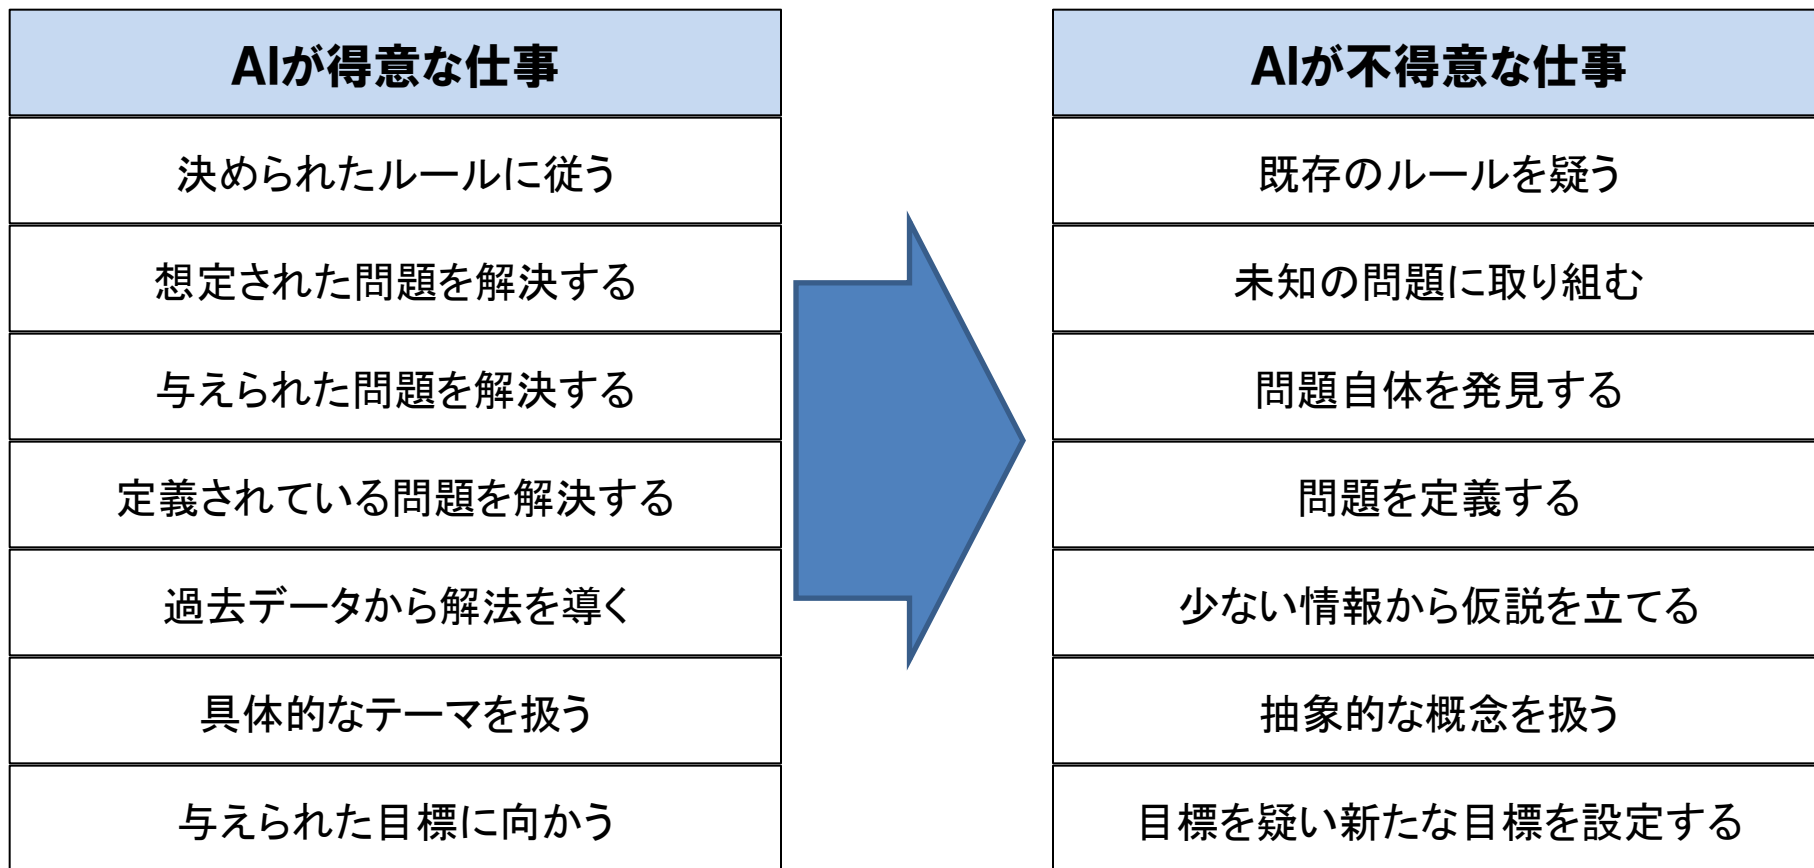 AIが得意な仕事
決められたルールに従う
想定された問題を解決する
与えられた問題を解決する
定義されている問題を解決する
過去データから解法を導く
具体的なテーマを扱う
与えられた目標に向かう
AIが不得意な仕事
既存のルールを疑う
未知の問題に取り組む
問題自体を発見する
問題を定義する
少ない情報から仮説を立てる
抽象的な概念を扱う
目標を疑い新たな目標を設定する